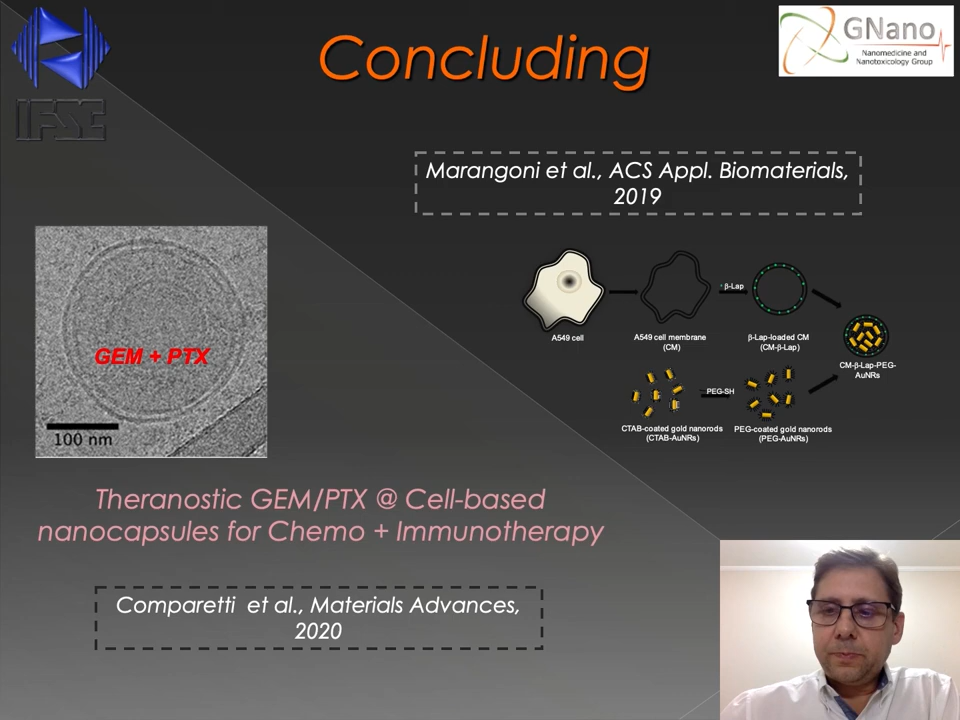 Concluding
IFSC
GNano
Nanomedicine and
Nanotoxicology Group
Marangoni et al., ACS Appl. Biomaterials,
2019
GEM + PTX
100 nm
β-Lap
A549 cell
A549 cell membrane
(CM)
β-Lap-loaded CM
(CM-β-Lap)
CM-β-Lap-PEG-
AuNRs
PEG-SH
CTAB-coated gold nanorods
(CTAB-AuNRs)
PEG-coated gold nanorods
(PEG-AuNRs)
Theranostic GEM/PTX @ Cell-based
nanocapsules for Chemo + Immunotherapy
Comparetti et al., Materials Advances,
2020